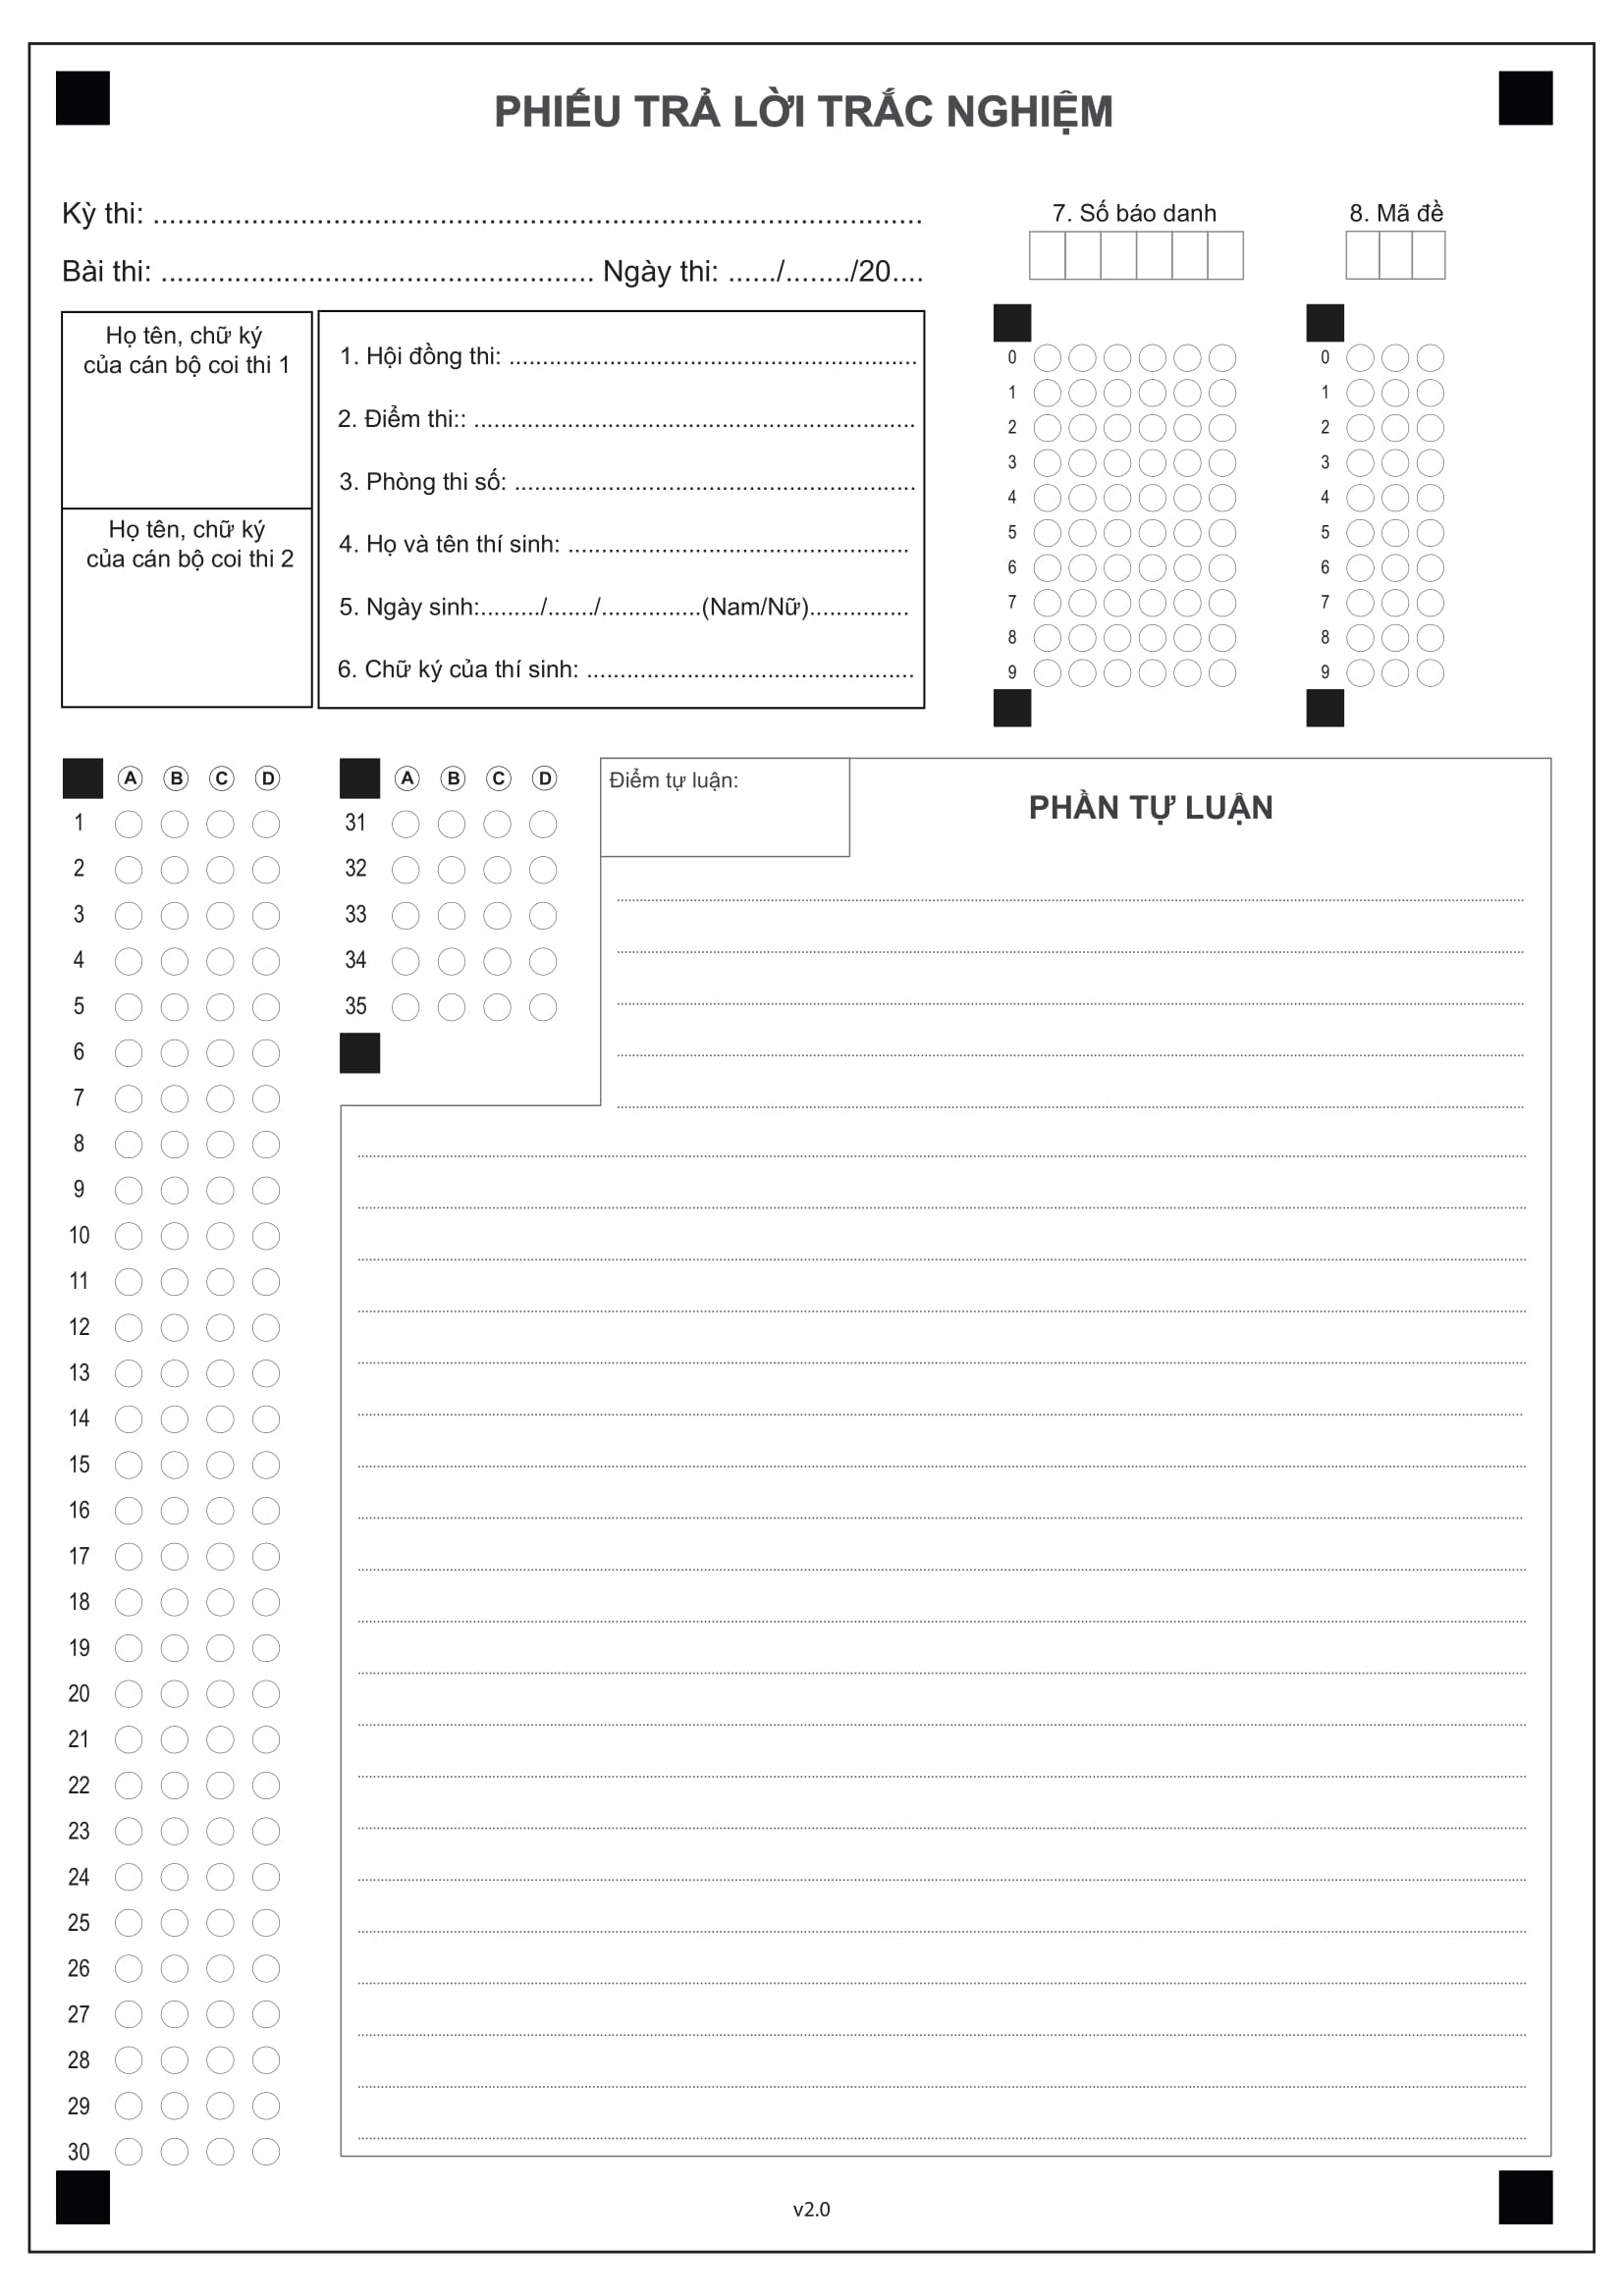 PHIẾU TRẢ LỜI TRẮC NGHIỆM
Kỳ thi: ................................................................................................
Bài thi: ...................................................... Ngày thi: ....../......../20....
Họ tên, chữ ký
của cán bộ coi thi 1
Họ tên, chữ ký
của cán bộ coi thi 2
1. Hội đồng thi: .............................................................
2. Điểm thi:: ..................................................................
3. Phòng thi số: ............................................................
4. Họ và tên thí sinh: ...................................................
5. Ngày sinh:........./......./...............(Nam/Nữ)...............
6. Chữ ký của thí sinh: .................................................
7. Số báo danh
0
1
2
3
4
5
6
7
8
9
8. Mã đề
0
1
2
3
4
5
6
7
8
9
A B C D
1
2
3
4
5
6
7
8
9
10
11
12
13
14
15
16
17
18
19
20
21
22
23
24
25
26
27
28
29
30
A B C D
31
32
33
34
35
Điểm tự luận:
PHẦN TỰ LUẬN
v2.0